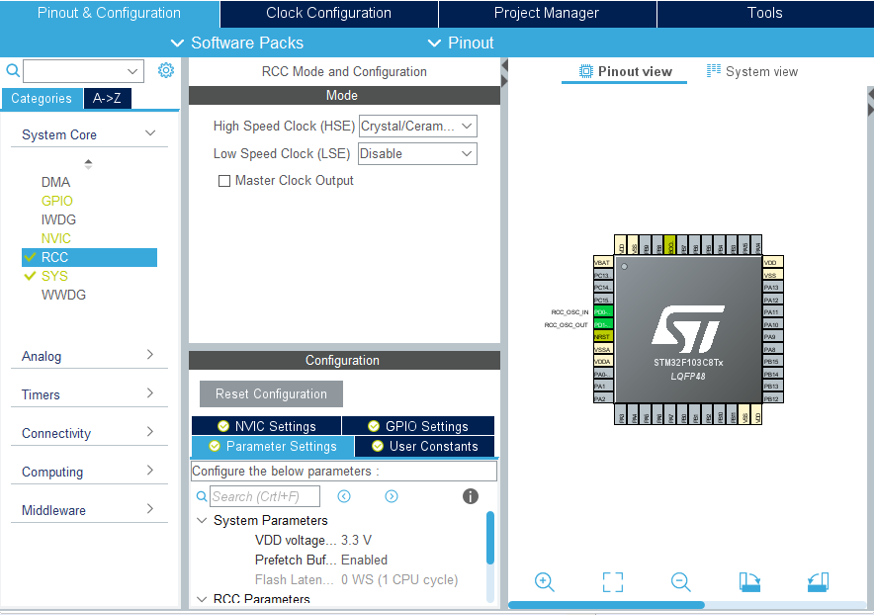 Pinout & Configuration
Clock Configuration
Project Manager
Tools
Software Packs
Pinout
Categories
A->Z
System Core
DMA
GPIO
IWDG
NVIC
RCC
SYS
WWDG
Analog
Timers
Connectivity
Computing
Middleware
RCC Mode and Configuration
Mode
High Speed Clock (HSE) Crystal/Ceram...
Low Speed Clock (LSE) Disable
Master Clock Output
Configuration
Reset Configuration
NVIC Settings
GPIO Settings
Parameter Settings
User Constants
Configure the below parameters :
Search (Crtl+F)
System Parameters
VDD voltage... 3.3 V
Prefetch Buf... Enabled
Flash Laten... 0 WS (1 CPU cycle)
RCC Parameters
Pinout view
System view
VBAT
PC13..
PC14..
PC15..
RCC_OSC_IN PD0-..
RCC_OSC_OUT PD1-..
NRST
VSSA
VDDA
PA0-..
PA1
PA2
VDD
VSS
PA13
PA12
PA11
PA10
PA9
PA8
PB15
PB14
PB13
PB12
ST
STM32F103C8Tx
LQFP48